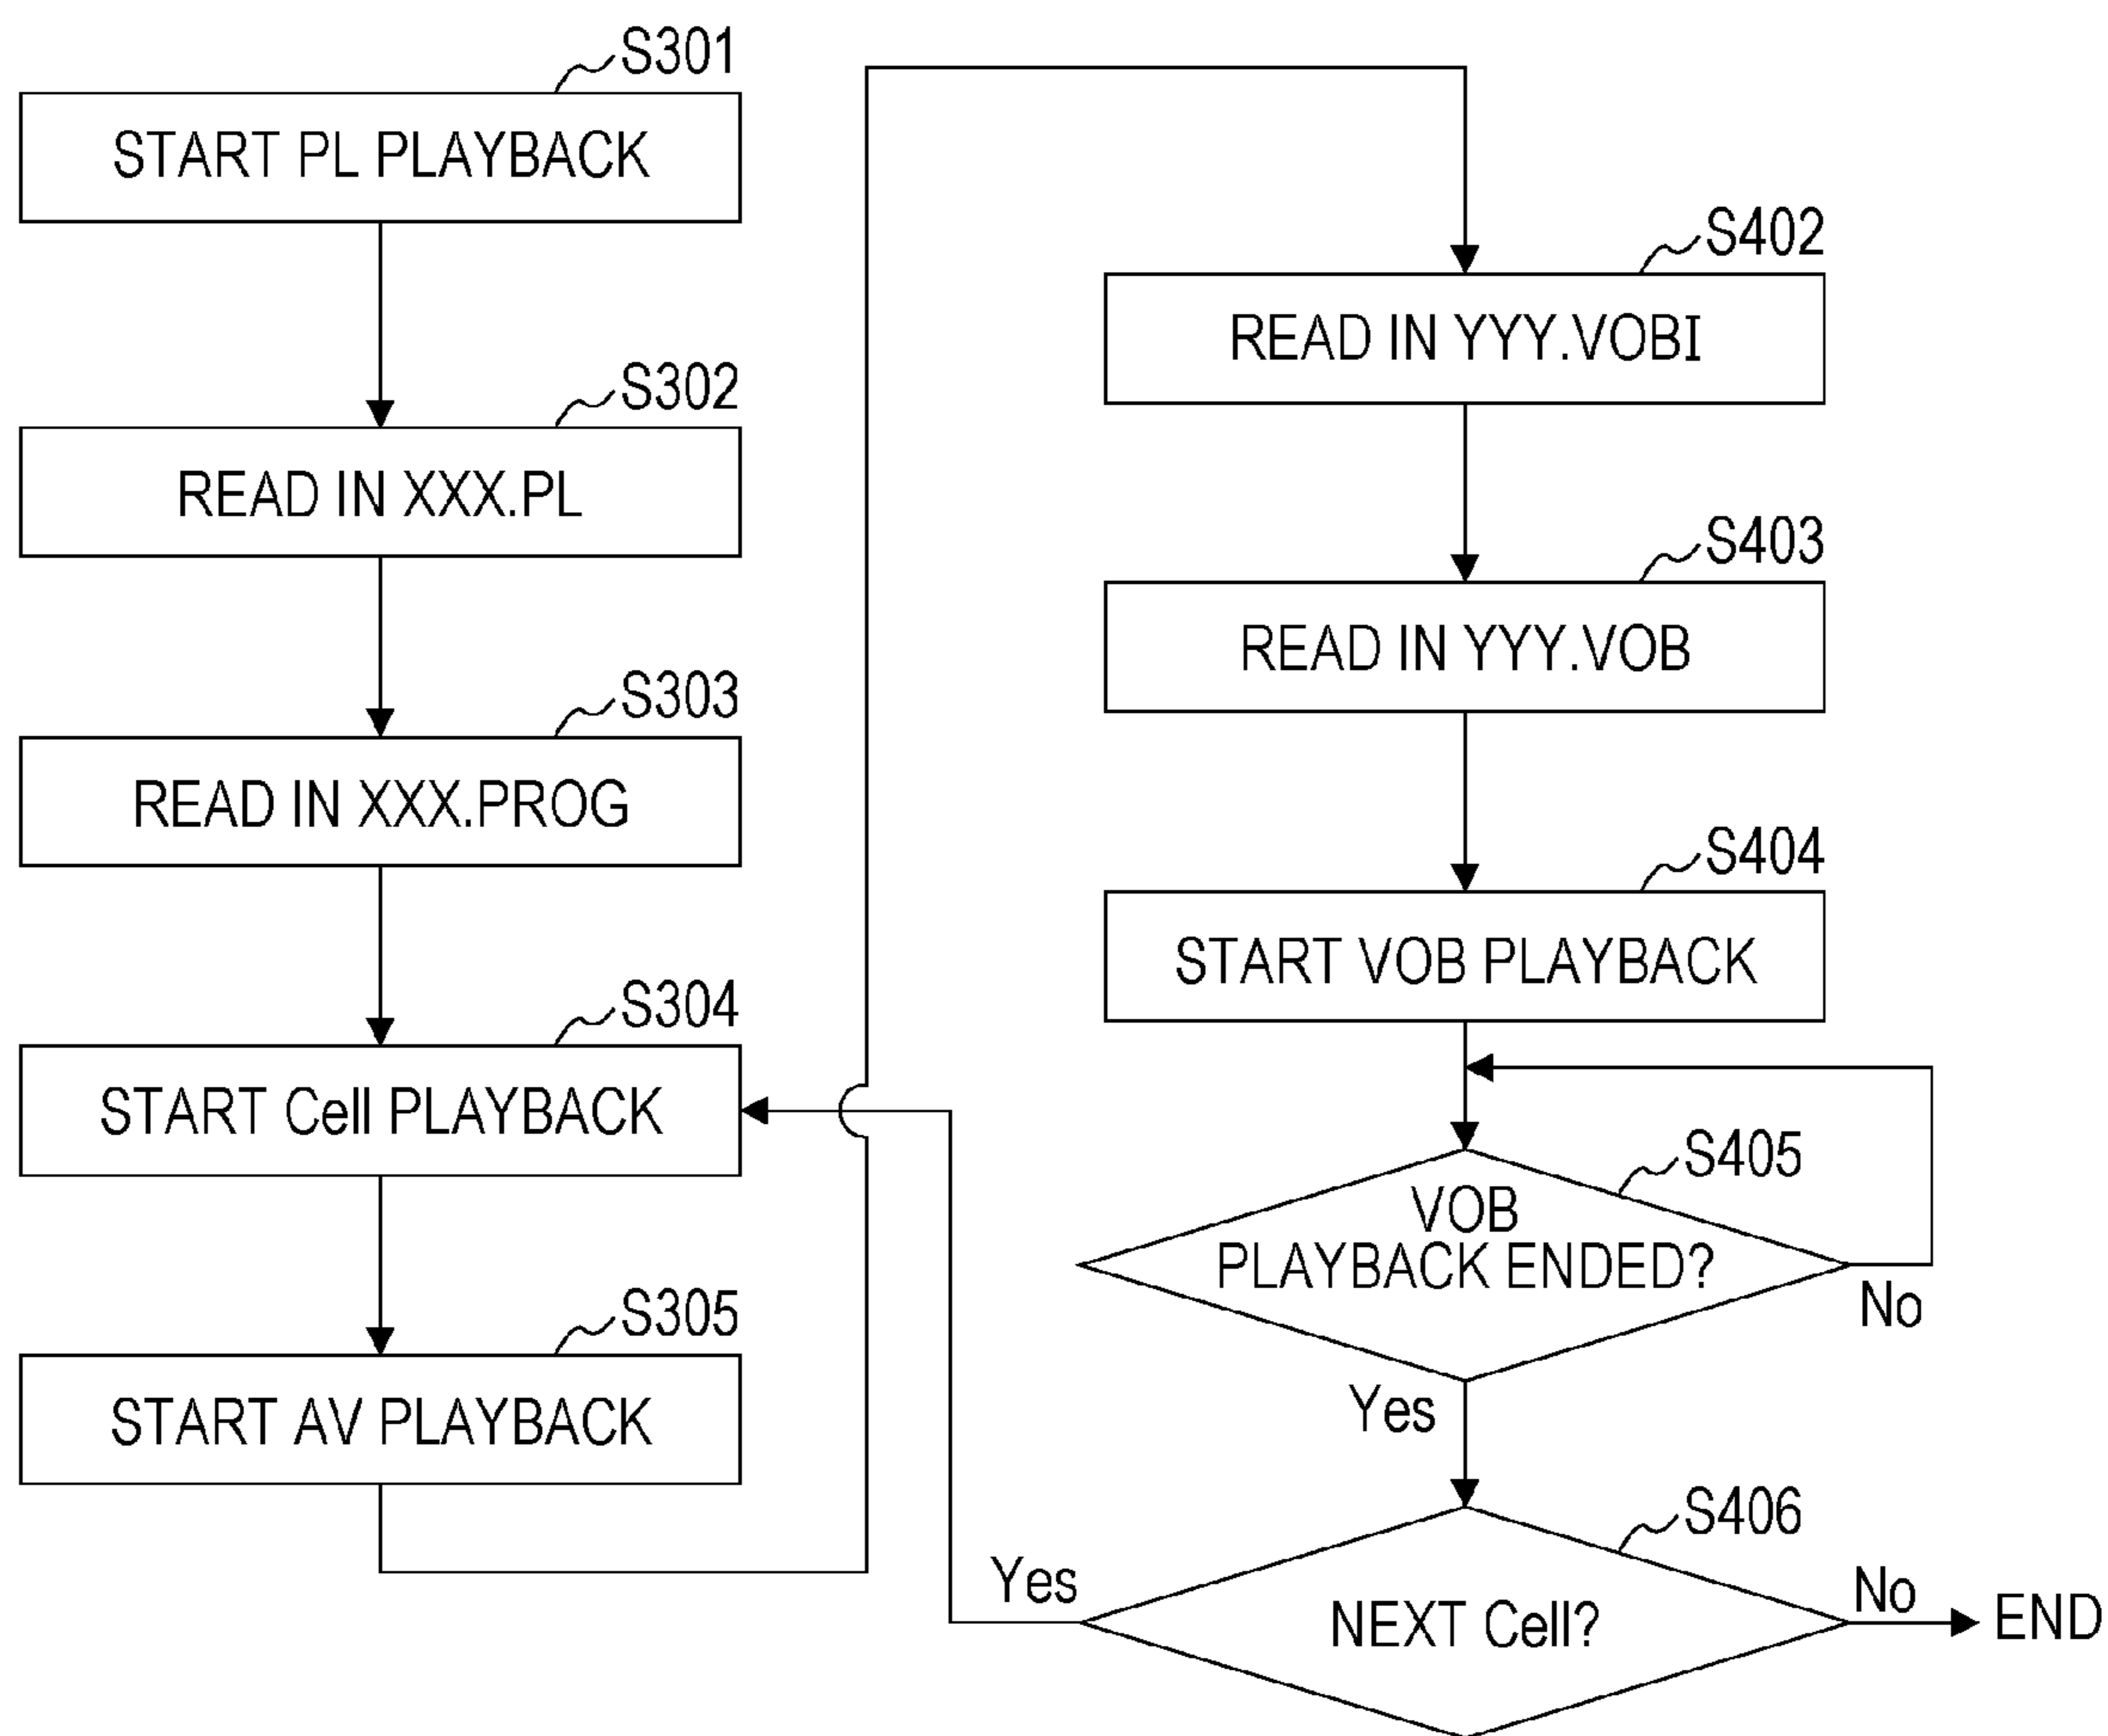 S301
START PL PLAYBACK
S302
READ IN XXX.PL
S303
READ IN XXX.PROG
S304
START Cell PLAYBACK
S305
START AV PLAYBACK
S402
READ IN YYY.VOBI
S403
READ IN YYY.VOB
S404
START VOB PLAYBACK
S405
VOB
PLAYBACK ENDED?
No
Yes
S406
NEXT Cell?
Yes
No
END